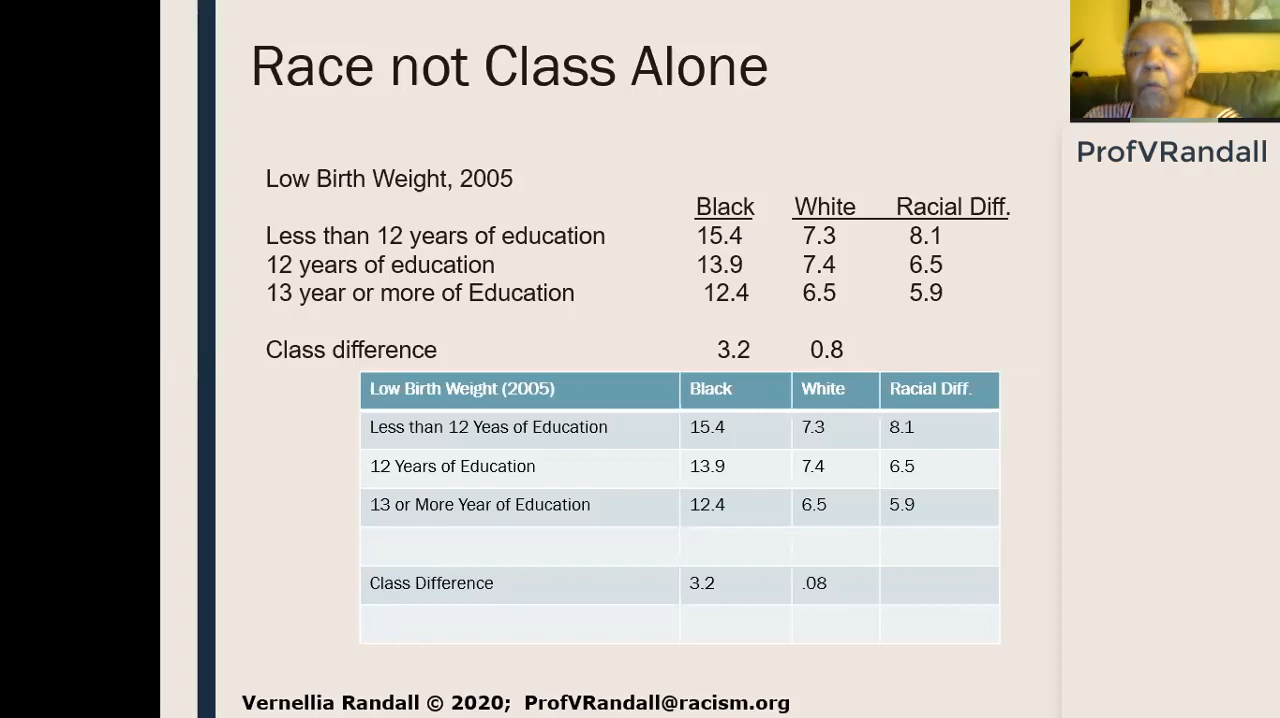 Race not Class Alone
ProfVRandall
Low Birth Weight, 2005
Black White Racial Diff.
Less than 12 years of education 15.4 7.3 8.1
12 years of education 13.9 7.4 6.5
13 year or more of Education 12.4 6.5 5.9
Class difference 3.2 0.8
Low Birth Weight (2005) Black White Racial Diff.
Less than 12 Yeas of Education 15.4 7.3 8.1
12 Years of Education 13.9 7.4 6.5
13 or More Year of Education 12.4 6.5 5.9
Class Difference 3.2 .08
Vernellia Randall © 2020; ProfVRandall@racism.org